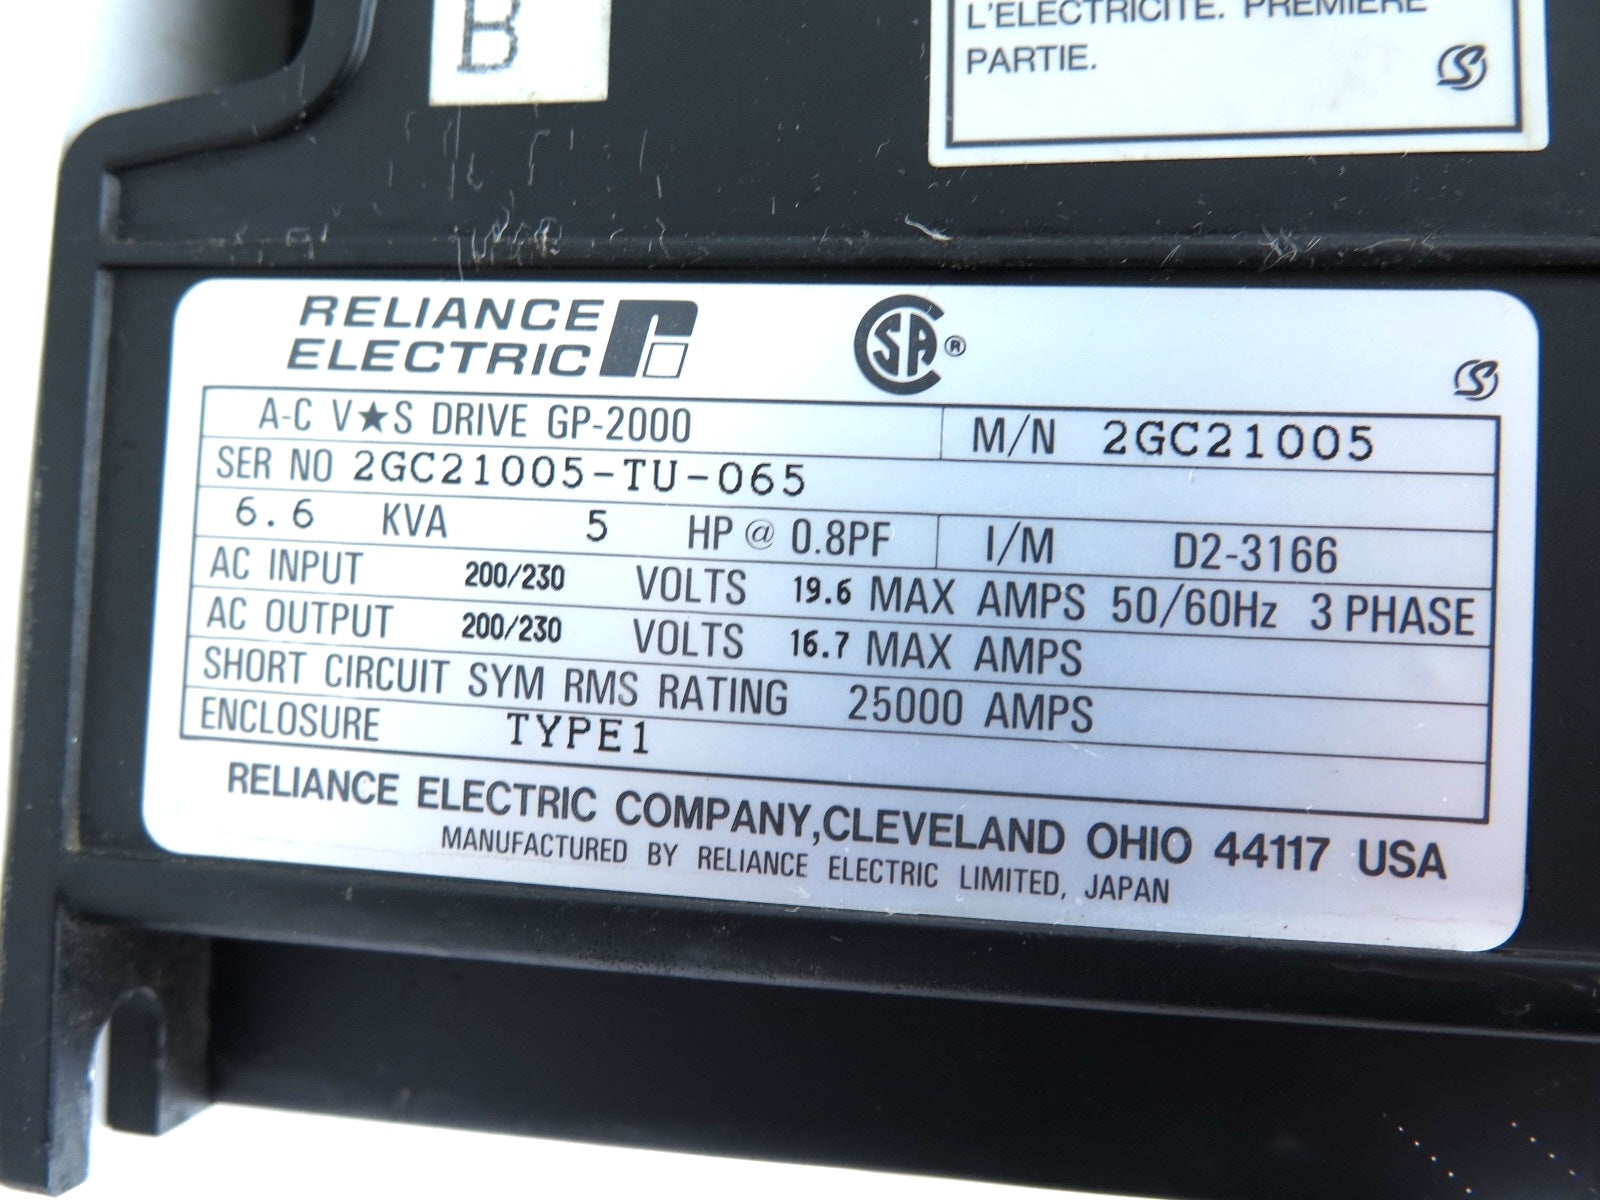 B
L'ÉLECTRICITÉ. PREMIÈRE
PARTIE.
RELIANCE
ELECTRIC
SA ®
A-C V★S DRIVE GP-2000 M/N 2GC21005
SER NO 2GC21005-TU-065
6.6 KVA 5 HP @ 0.8PF I/M D2-3166
AC INPUT 200/230 VOLTS 19.6 MAX AMPS 50/60Hz 3 PHASE
AC OUTPUT 200/230 VOLTS 16.7 MAX AMPS
SHORT CIRCUIT SYM RMS RATING 25000 AMPS
ENCLOSURE TYPE1
RELIANCE ELECTRIC COMPANY,CLEVELAND OHIO 44117 USA
MANUFACTURED BY RELIANCE ELECTRIC LIMITED, JAPAN